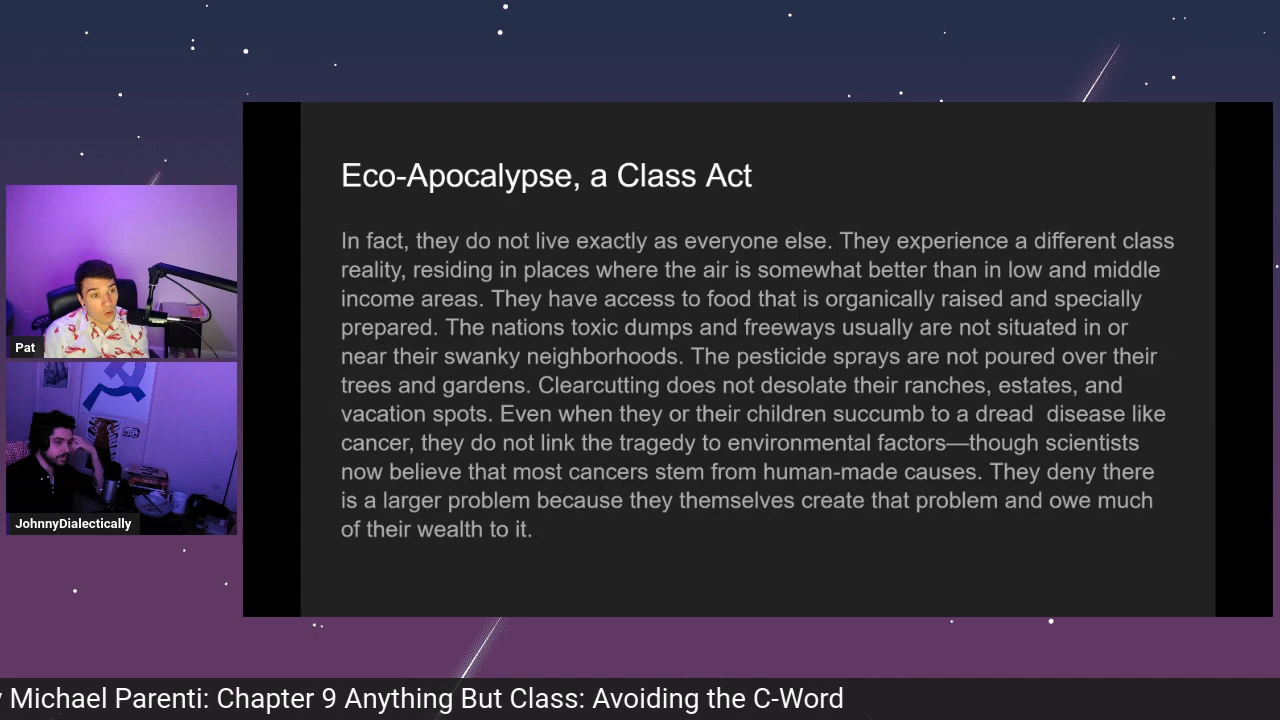 Eco-Apocalypse, a Class Act
In fact, they do not live exactly as everyone else. They experience a different class
reality, residing in places where the air is somewhat better than in low and middle
income areas. They have access to food that is organically raised and specially
prepared. The nations toxic dumps and freeways usually are not situated in or
near their swanky neighborhoods. The pesticide sprays are not poured over their
trees and gardens. Clearcutting does not desolate their ranches, estates, and
vacation spots. Even when they or their children succumb to a dread  disease like
cancer, they do not link the tragedy to environmental factors—though scientists
now believe that most cancers stem from human-made causes. They deny there
is a larger problem because they themselves create that problem and owe much
of their wealth to it.
Pat
JohnnyDialectically
Michael Parenti: Chapter 9 Anything But Class: Avoiding the C-Word